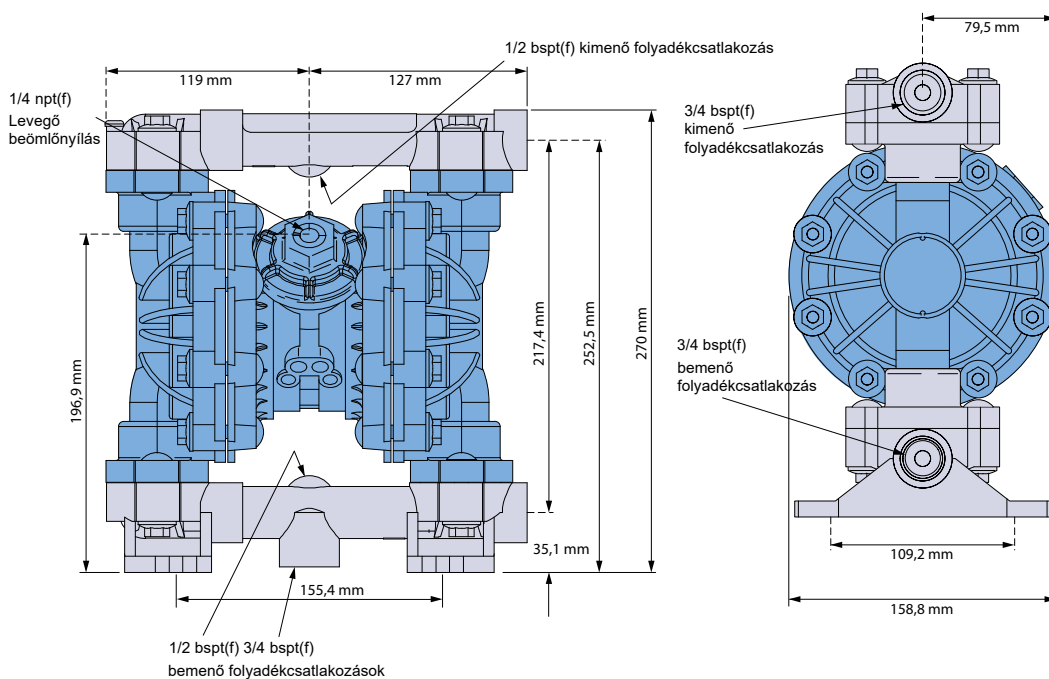 79,5 mm
1/2 bspt(f) kimenő folyadékcsatlakozás
119 mm
127 mm
1/4 npt(f)
Levegő
beömlőnyílás
3/4 bspt(f)
kimenő
folyadékcsatlakozás
196,9 mm
217,4 mm
252,5 mm
270 mm
3/4 bspt(f)
bemenő
folyadékcsatlakozás
35,1 mm
109,2 mm
155,4 mm
158,8 mm
1/2 bspt(f) 3/4 bspt(f)
bemenő folyadékcsatlakozások